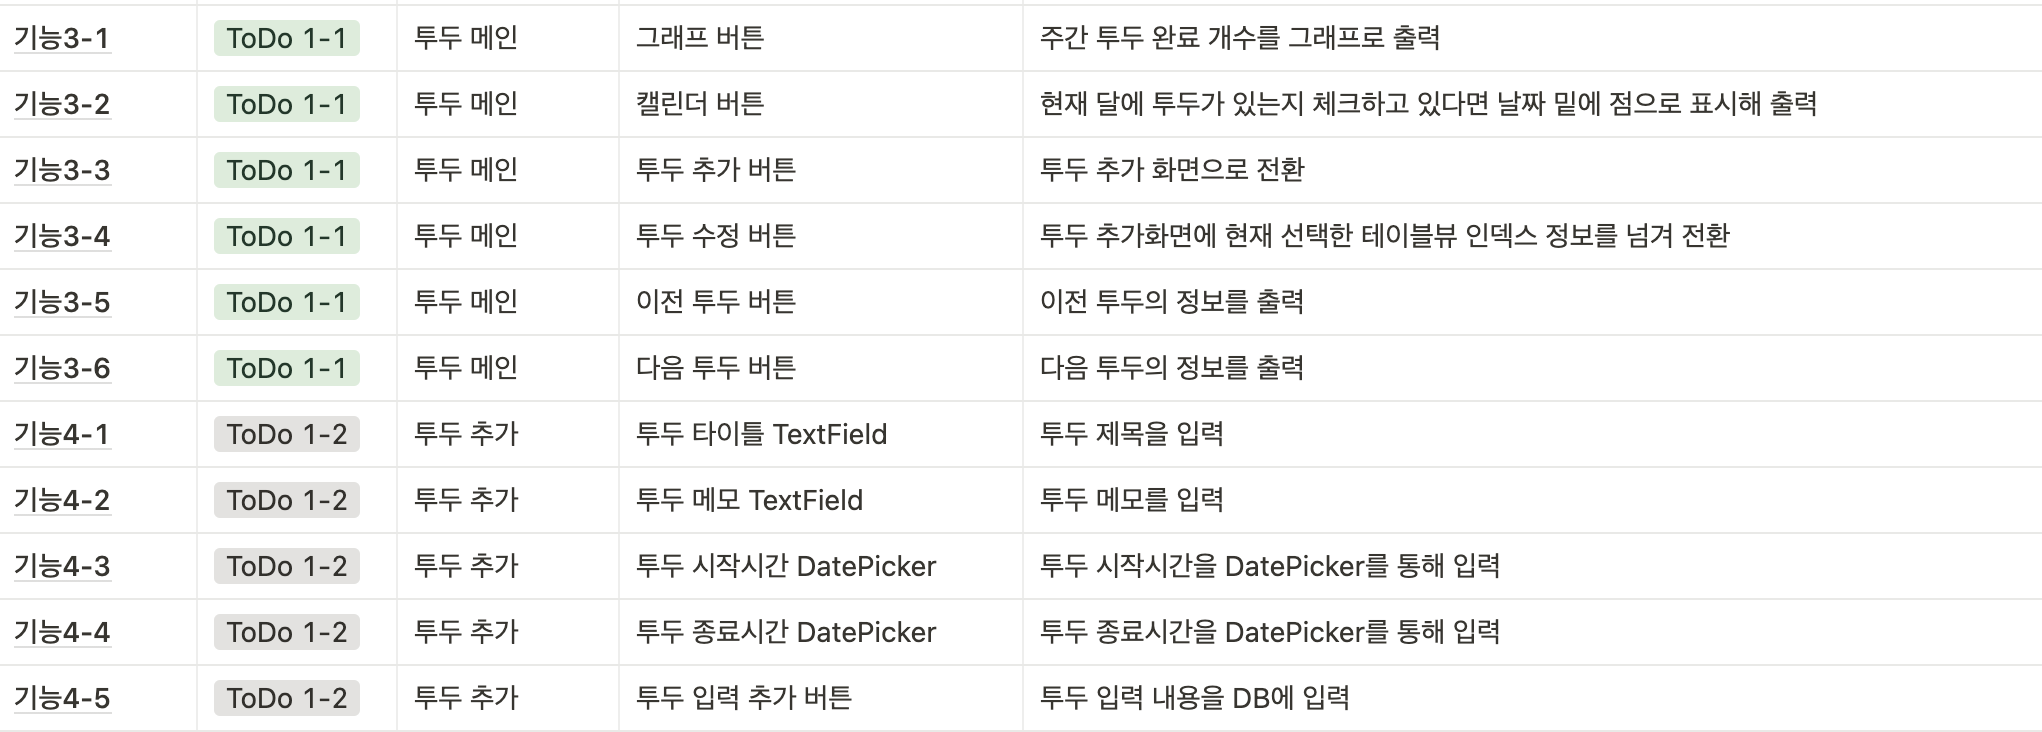 기능3-1 ToDo 1-1 투두 메인 그래프 버튼 주간 투두 완료 개수를 그래프로 출력
기능3-2 ToDo 1-1 투두 메인 캘린더 버튼 현재 달에 투두가 있는지 체크하고 있다면 날짜 밑에 점으로 표시해 출력
기능3-3 ToDo 1-1 투두 메인 투두 추가 버튼 투두 추가 화면으로 전환
기능3-4 ToDo 1-1 투두 메인 투두 수정 버튼 투두 추가화면에 현재 선택한 테이블뷰 인덱스 정보를 넘겨 전환
기능3-5 ToDo 1-1 투두 메인 이전 투두 버튼 이전 투두의 정보를 출력
기능3-6 ToDo 1-1 투두 메인 다음 투두 버튼 다음 투두의 정보를 출력
기능4-1 ToDo 1-2 투두 추가 투두 타이틀 TextField 투두 제목을 입력
기능4-2 ToDo 1-2 투두 추가 투두 메모 TextField 투두 메모를 입력
기능4-3 ToDo 1-2 투두 추가 투두 시작시간 DatePicker 투두 시작시간을 DatePicker를 통해 입력
기능4-4 ToDo 1-2 투두 추가 투두 종료시간 DatePicker 투두 종료시간을 DatePicker를 통해 입력
기능4-5 ToDo 1-2 투두 추가 투두 입력 추가 버튼 투두 입력 내용을 DB에 입력